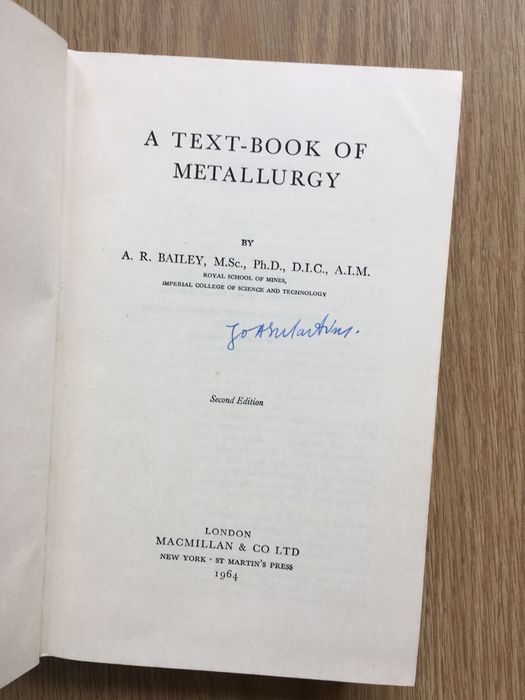 A TEXT-BOOK OF
METALLURGY
BY
A. R. BAILEY, M.Sc., Ph.D., D.I.C., A.I.M.
ROYAL SCHOOL OF MINES,
IMPERIAL COLLEGE OF SCIENCE AND TECHNOLOGY
Second Edition
LONDON
MACMILLAN & CO LTD
NEW YORK · ST MARTIN'S PRESS
1964